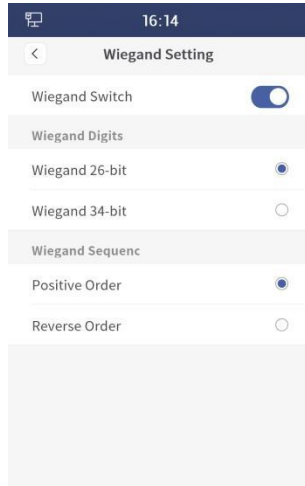 16:14
Wiegand Setting
Wiegand Switch
Wiegand Digits
Wiegand 26-bit
Wiegand 34-bit
Wiegand Sequenc
Positive Order
Reverse Order